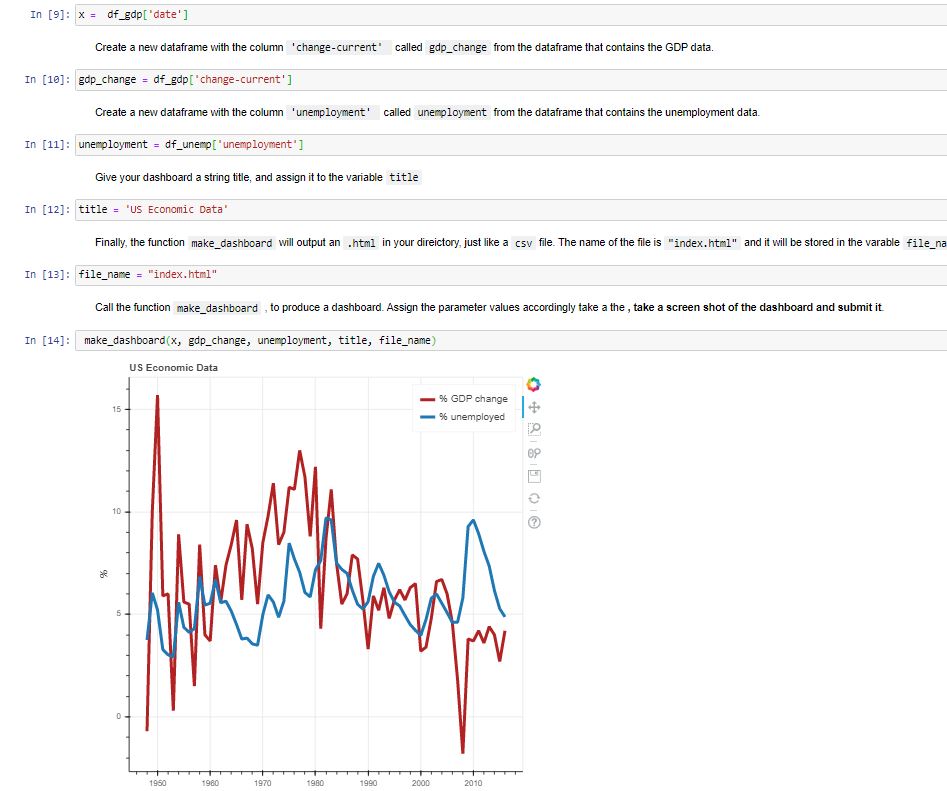 In [9]: x =  df_gdp['date']
Create a new dataframe with the column 'change-current' called gdp_change from the dataframe that contains the GDP data.
In [10]: gdp_change = df_gdp['change-current']
Create a new dataframe with the column 'unemployment' called unemployment from the dataframe that contains the unemployment data.
In [11]: unemployment = df_unemp['unemployment']
Give your dashboard a string title, and assign it to the variable title
In [12]: title = 'US Economic Data'
Finally, the function make_dashboard will output an .html in your direictory, just like a csv file. The name of the file is "index.html" and it will be stored in the varable file_na
In [13]: file_name = "index.html"
Call the function make_dashboard , to produce a dashboard. Assign the parameter values accordingly take a the , take a screen shot of the dashboard and submit it.
In [14]: make_dashboard(x, gdp_change, unemployment, title, file_name)
US Economic Data
% GDP change
% unemployed
15
10
%
5
0
1950 1960 1970 1980 1990 2000 2010